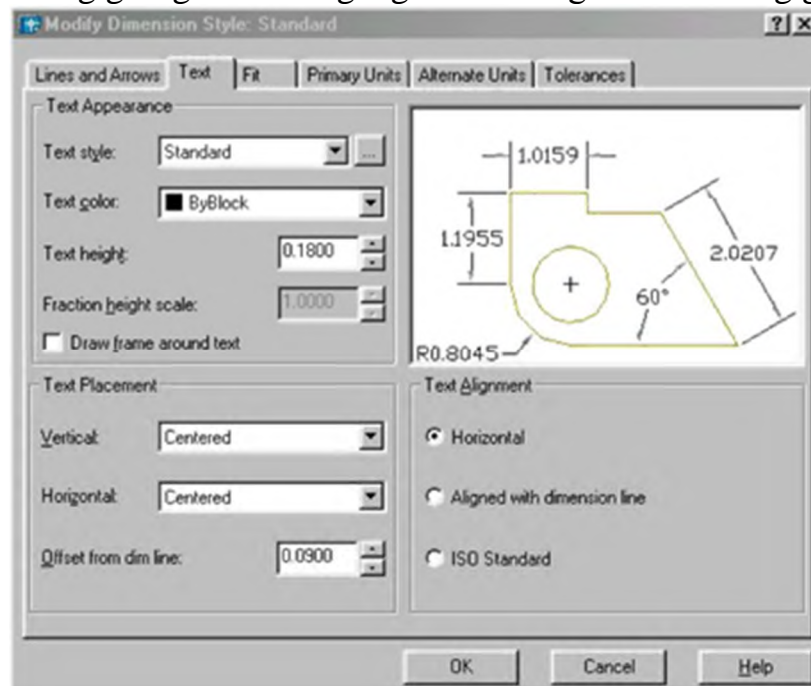 Modify Dimension Style: Standard
Lines and Arrows Text Fit Primary Units Alternate Units Tolerances
Text Appearance
Text style: Standard ...
Text color: ByBlock
Text height: 0.1800
Fraction height scale: 1.0000
Draw frame around text
1.0159
1.1955
2.0207
60°
R0.8045
Text Placement
Vertical: Centered
Horizontal: Centered
Offset from dim line: 0.0900
Text Alignment
Horizontal
Aligned with dimension line
ISO Standard
OK Cancel Help